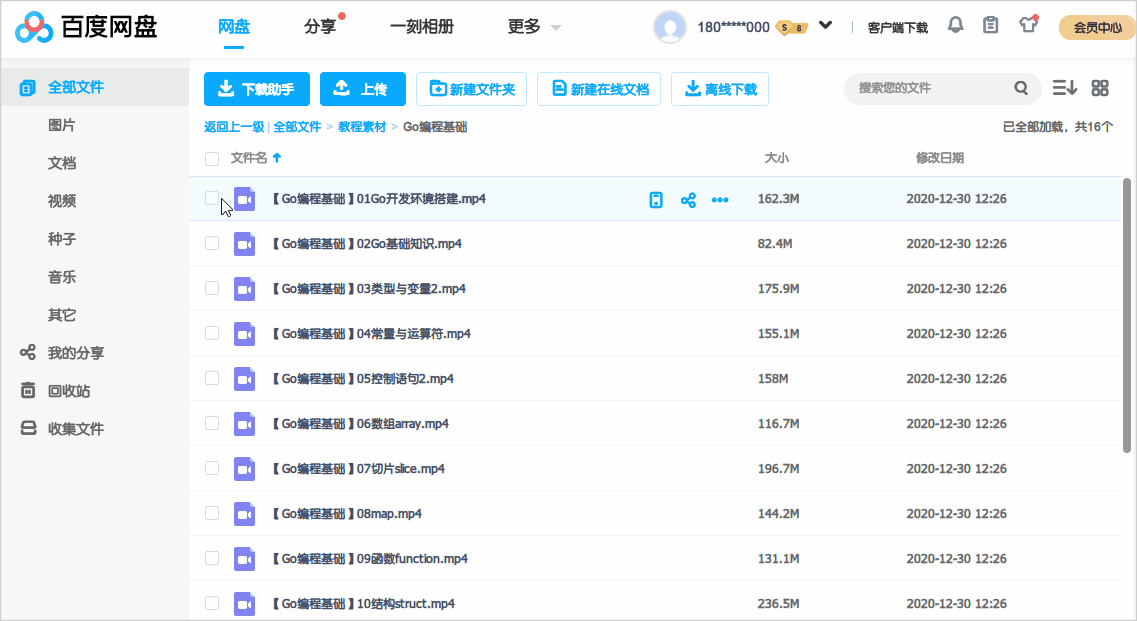 百度网盘 网盘 分享 一刻相册 更多 180*****000 S 8 客户端下载 会员中心
全部文件
图片
文档
视频
种子
音乐
其它
我的分享
回收站
收集文件
下载助手 上传 新建文件夹 新建在线文档 离线下载 搜索您的文件
返回上一级 | 全部文件 > 教程素材 > Go编程基础 已全部加载，共16个
文件名 大小 修改日期
【Go编程基础】01Go开发环境搭建.mp4 162.3M 2020-12-30 12:26
【Go编程基础】02Go基础知识.mp4 82.4M 2020-12-30 12:26
【Go编程基础】03类型与变量2.mp4 175.9M 2020-12-30 12:26
【Go编程基础】04常量与运算符.mp4 155.1M 2020-12-30 12:26
【Go编程基础】05控制语句2.mp4 158M 2020-12-30 12:26
【Go编程基础】06数组array.mp4 116.7M 2020-12-30 12:26
【Go编程基础】07切片slice.mp4 196.7M 2020-12-30 12:26
【Go编程基础】08map.mp4 144.2M 2020-12-30 12:26
【Go编程基础】09函数function.mp4 131.1M 2020-12-30 12:26
【Go编程基础】10结构struct.mp4 236.5M 2020-12-30 12:26